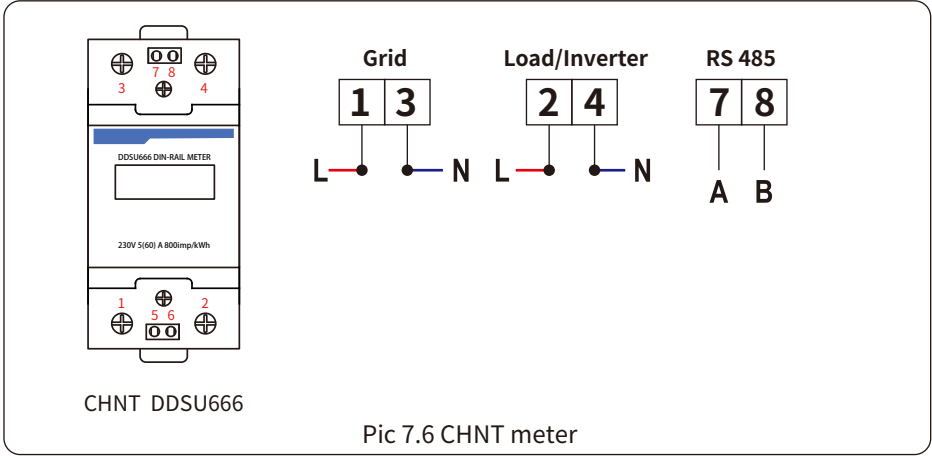 7 8
3 4
DDSU666 DIN-RAIL METER
230V 5(60) A 800imp/kWh
1 2
5 6
CHNT DDSU666
Grid
1 3
L N
Load/Inverter
2 4
L N
RS 485
7 8
A B
Pic 7.6 CHNT meter